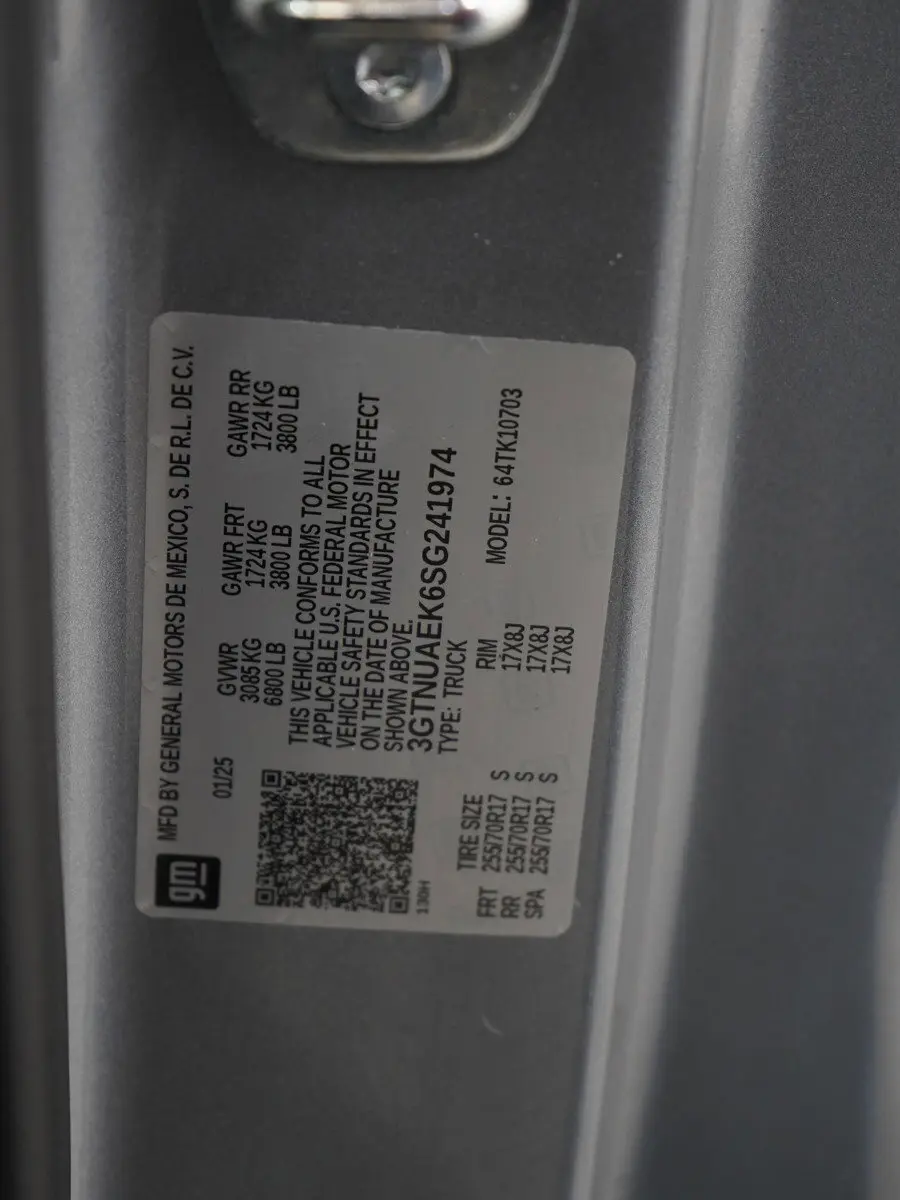 gm MFD BY GENERAL MOTORS DE MEXICO, S. DE R.L. DE C.V.
01/25 GVWR GAWR FRT GAWR RR
3085 KG 1724 KG 1724 KG
6800 LB 3800 LB 3800 LB
THIS VEHICLE CONFORMS TO ALL
APPLICABLE U.S. FEDERAL MOTOR
VEHICLE SAFETY STANDARDS IN EFFECT
ON THE DATE OF MANUFACTURE
SHOWN ABOVE.
3GTNUAEK6SG241974
130H
TYPE: TRUCK
MODEL: 64TK10703
TIRE SIZE RIM
FRT 255/70R17 S 17X8J
RR 255/70R17 S 17X8J
SPA 255/70R17 S 17X8J